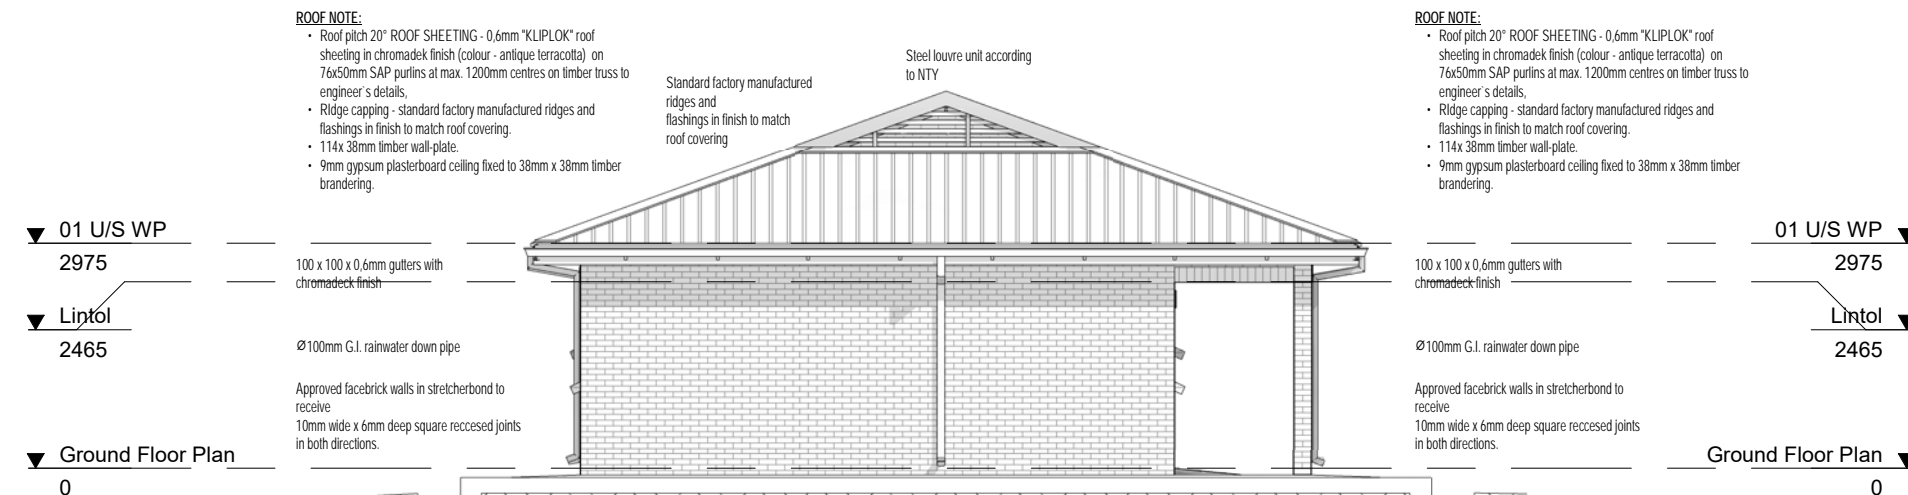 ROOF NOTE:
• Roof pitch 20° ROOF SHEETING - 0,6mm "KLIPLOK" roof
sheeting in chromadek finish (colour - antique terracotta) on
76x50mm SAP purlins at max. 1200mm centres on timber truss to
engineer`s details,
• RIdge capping - standard factory manufactured ridges and
flashings in finish to match roof covering.
• 114x 38mm timber wall-plate.
• 9mm gypsum plasterboard ceiling fixed to 38mm x 38mm timber
brandering.
Standard factory manufactured
ridges and
flashings in finish to match
roof covering
Steel louvre unit according
to NTY
ROOF NOTE:
• Roof pitch 20° ROOF SHEETING - 0,6mm "KLIPLOK" roof
sheeting in chromadek finish (colour - antique terracotta) on
76x50mm SAP purlins at max. 1200mm centres on timber truss to
engineer`s details,
• RIdge capping - standard factory manufactured ridges and
flashings in finish to match roof covering.
• 114x 38mm timber wall-plate.
• 9mm gypsum plasterboard ceiling fixed to 38mm x 38mm timber
brandering.
01 U/S WP
2975
Lintol
2465
Ground Floor Plan
0
100 x 100 x 0,6mm gutters with
chromadeck finish
Ø100mm G.I. rainwater down pipe
Approved facebrick walls in stretcherbond to
receive
10mm wide x 6mm deep square reccesed joints
in both directions.
100 x 100 x 0,6mm gutters with
chromadeck finish
Ø100mm G.I. rainwater down pipe
Approved facebrick walls in stretcherbond to
receive
10mm wide x 6mm deep square reccesed joints
in both directions.
01 U/S WP
2975
Lintol
2465
Ground Floor Plan
0